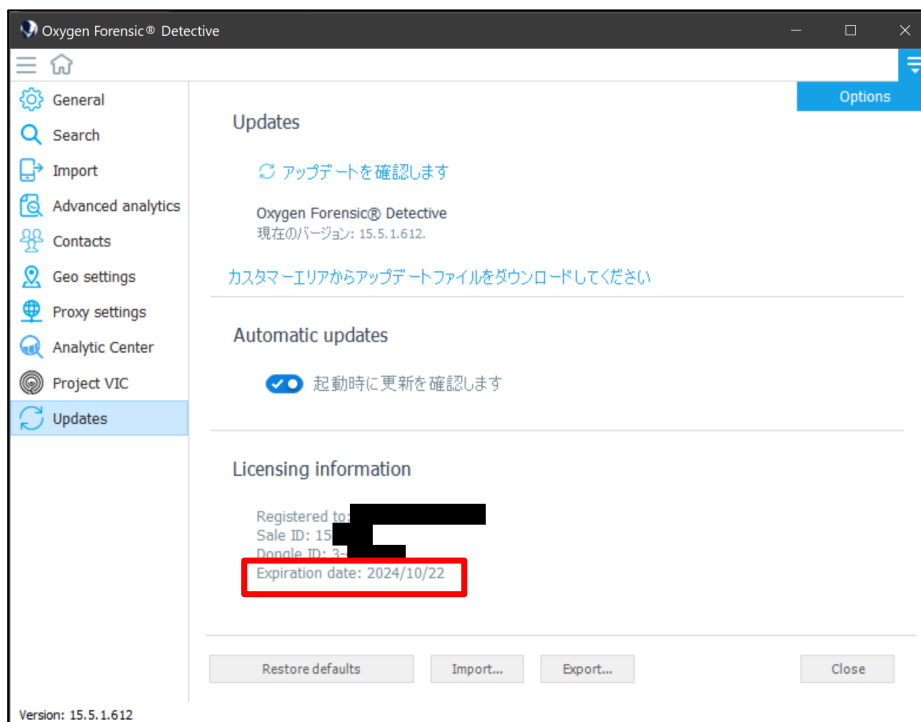 Oxygen Forensic® Detective
Options
General
Search
Import
Advanced analytics
Contacts
Geo settings
Proxy settings
Analytic Center
Project VIC
Updates
Updates
アップデートを確認します
Oxygen Forensic® Detective
現在のバージョン: 15.5.1.612.
カスタマーエリアからアップデートファイルをダウンロードしてください
Automatic updates
起動時に更新を確認します
Licensing information
Registered to:
Sale ID: 15
Dongle ID: 3-
Expiration date: 2024/10/22
Restore defaults
Import...
Export...
Close
Version: 15.5.1.612